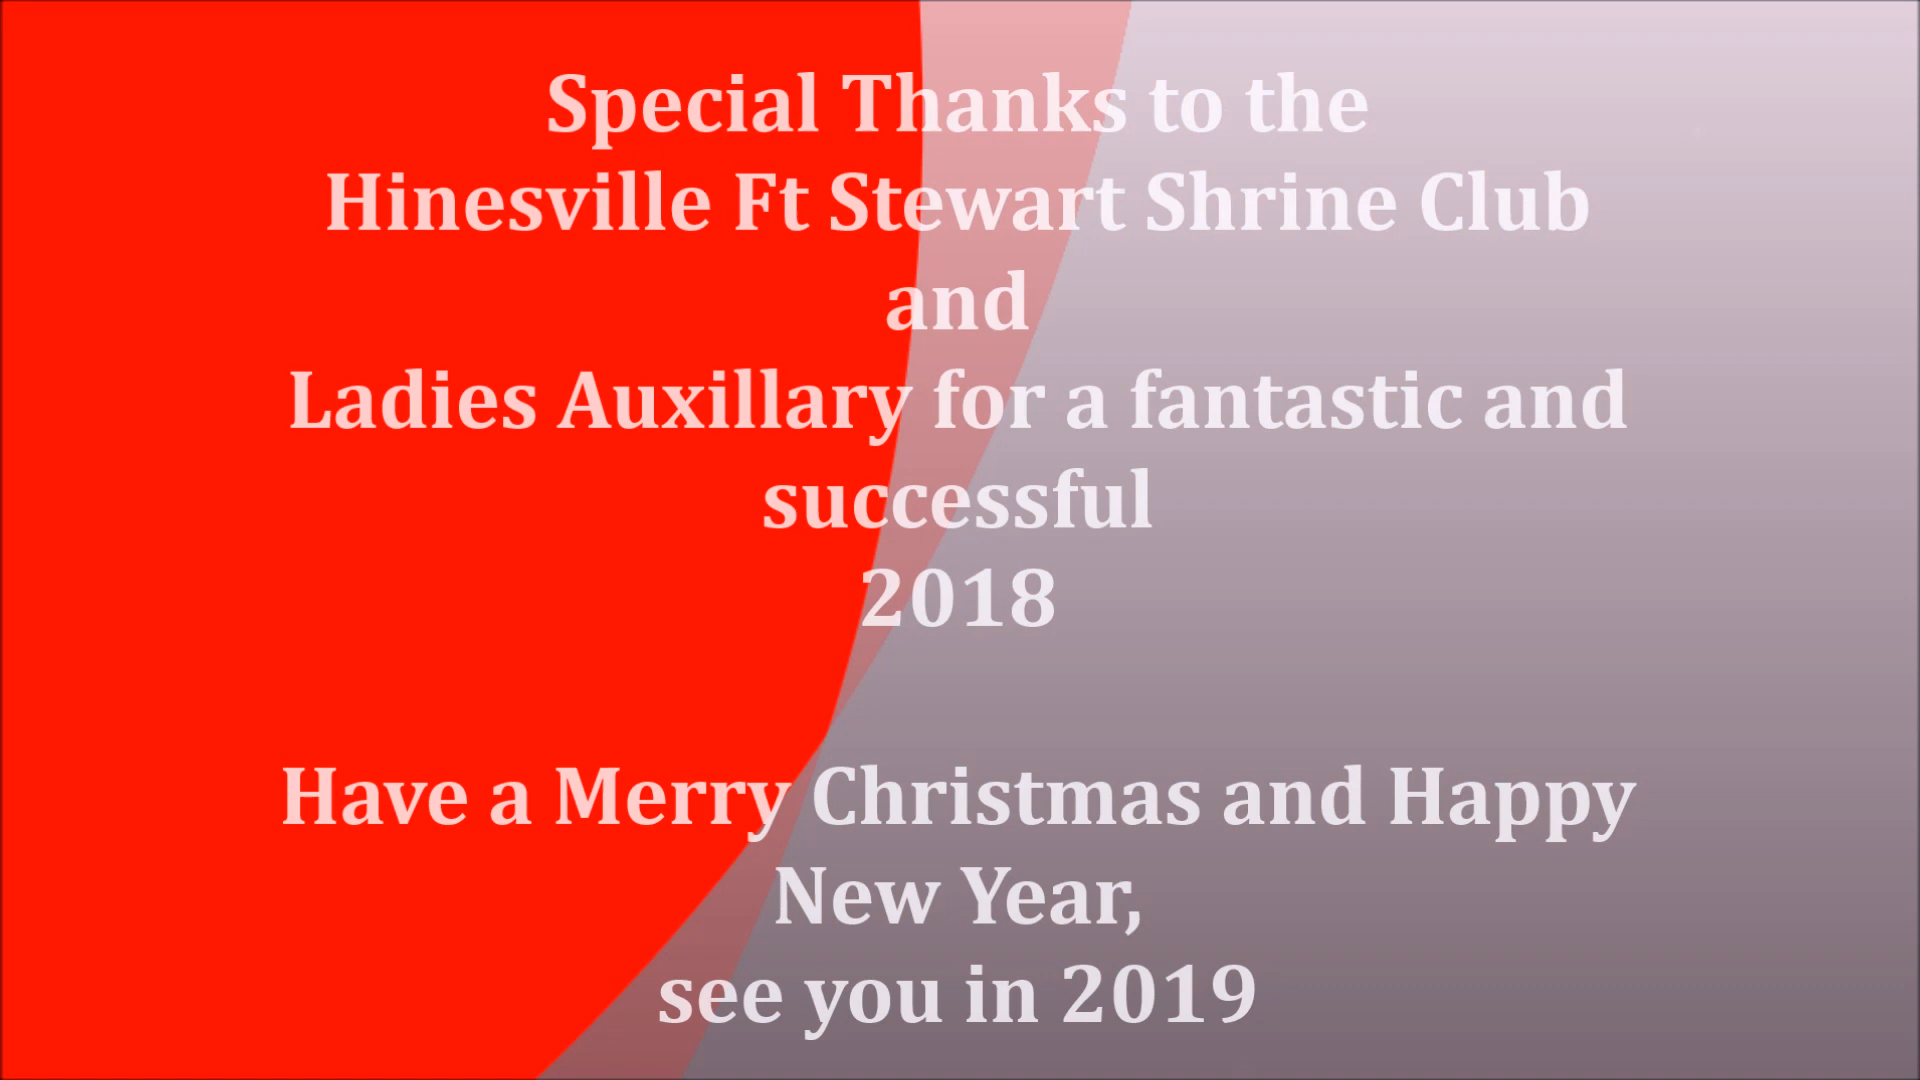 Special Thanks to the
Hinesville Ft Stewart Shrine Club
and
Ladies Auxillary for a fantastic and
successful
2018
Have a Merry Christmas and Happy
New Year,
see you in 2019